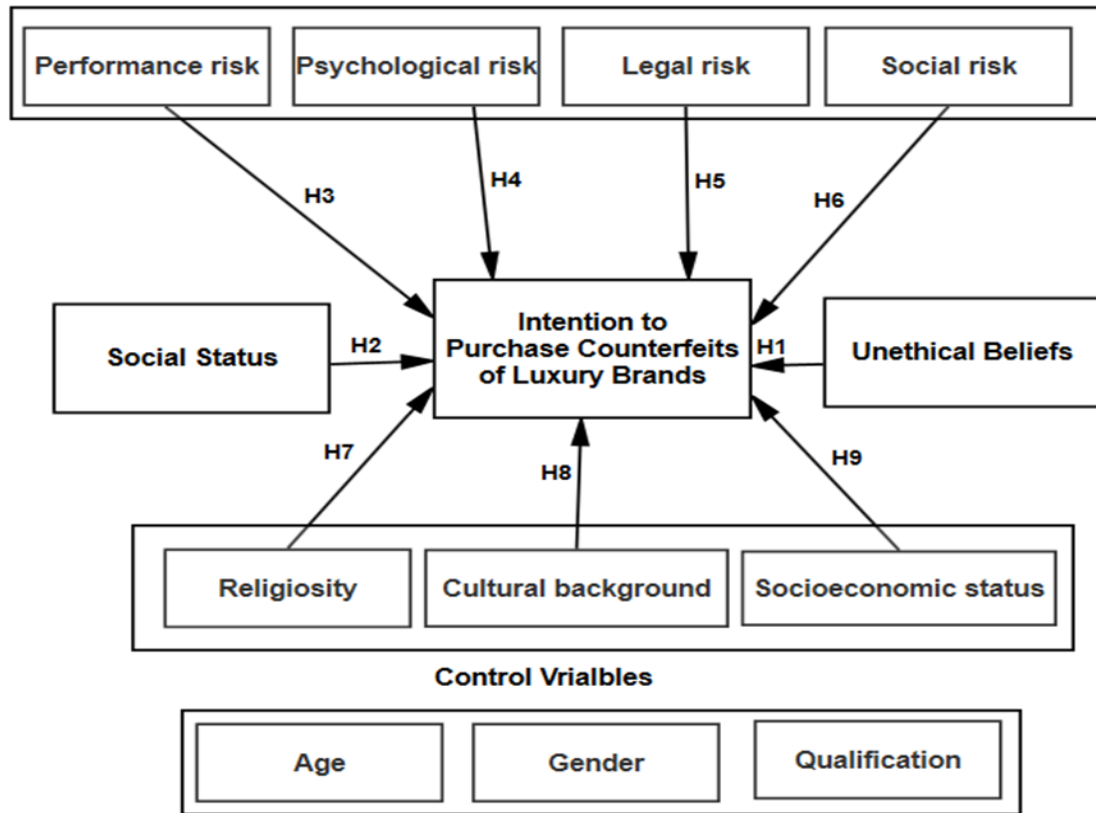 Performance risk
Psychological risk
Legal risk
Social risk
H3
H4
H5
H6
Social Status
H2
Intention to
Purchase Counterfeits
of Luxury Brands
H1
Unethical Beliefs
H7
H8
H9
Religiosity
Cultural background
Socioeconomic status
Control Vrialbles
Age
Gender
Qualification